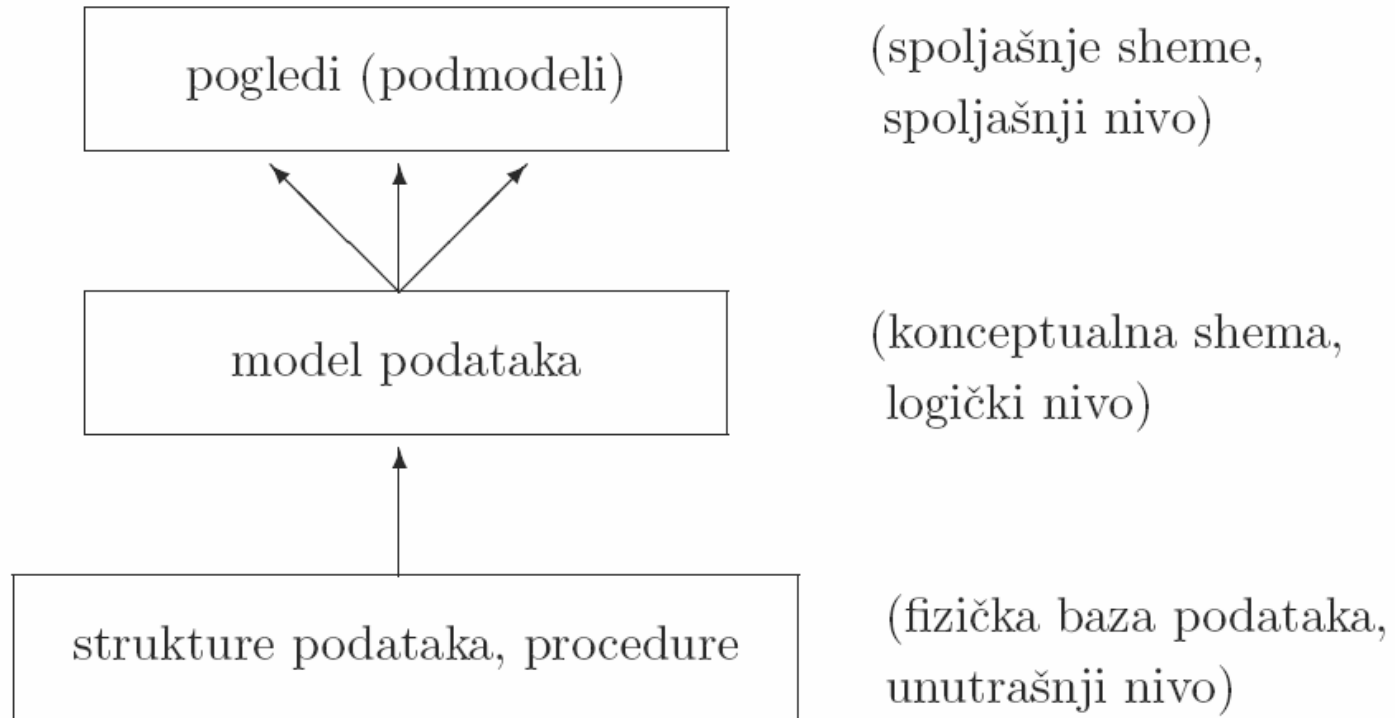 pogledi (podmodeli)
(spoljašnje sheme,
spoljašnji nivo)
model podataka
(konceptualna shema,
logički nivo)
strukture podataka, procedure
(fizička baza podataka,
unutrašnji nivo)